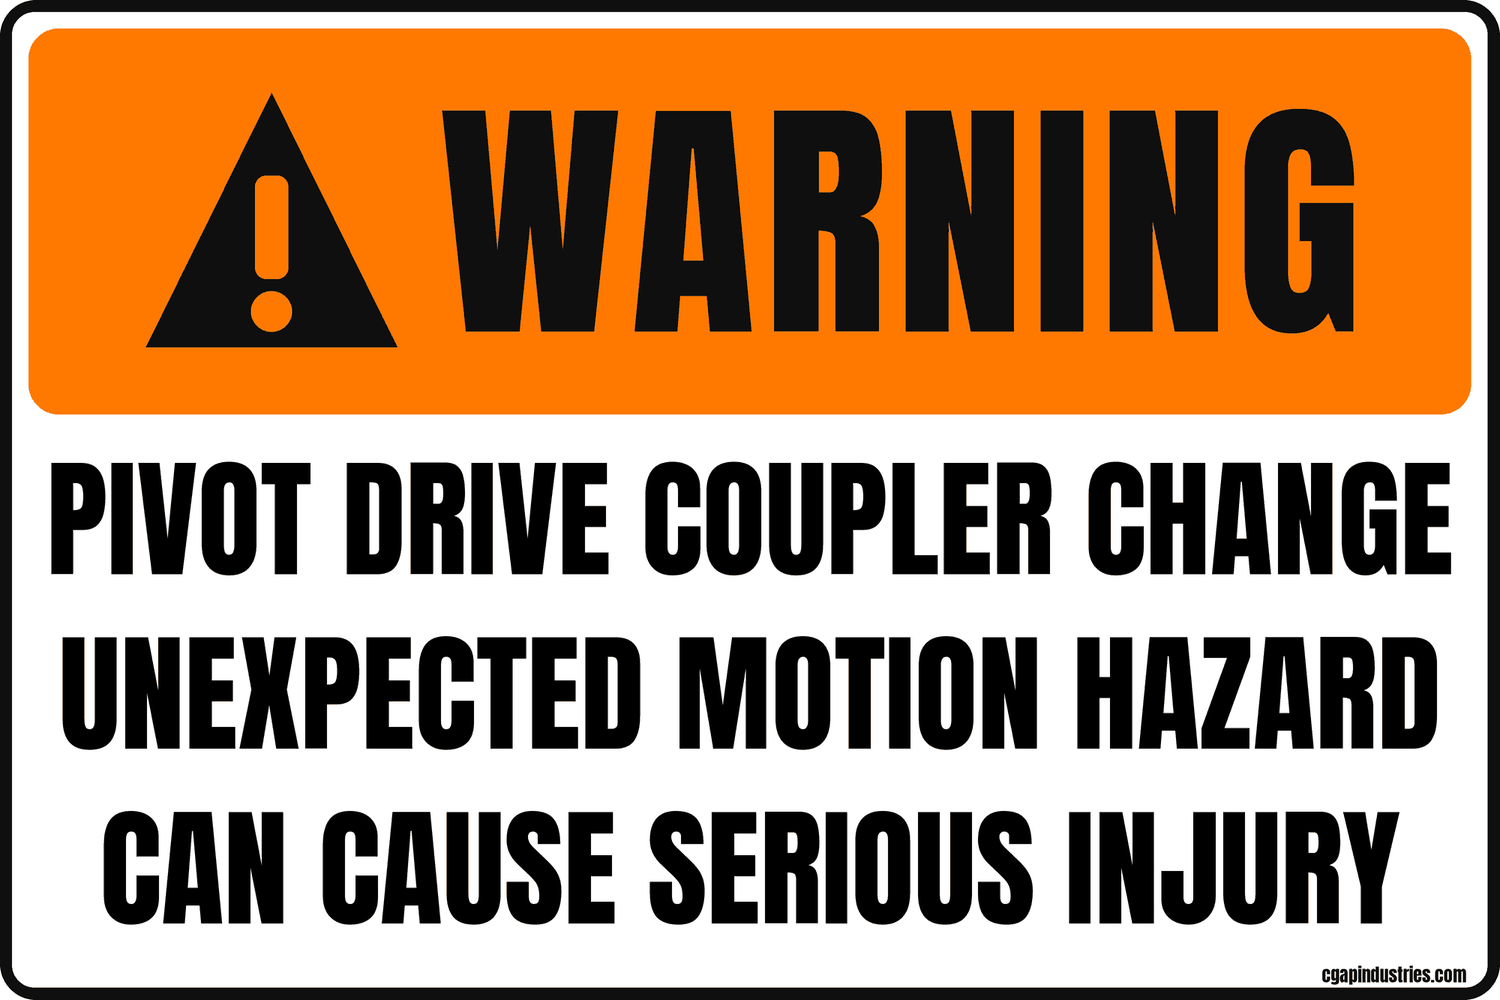 WARNING
PIVOT DRIVE COUPLER CHANGE
UNEXPECTED MOTION HAZARD
CAN CAUSE SERIOUS INJURY
cgapindustries.com